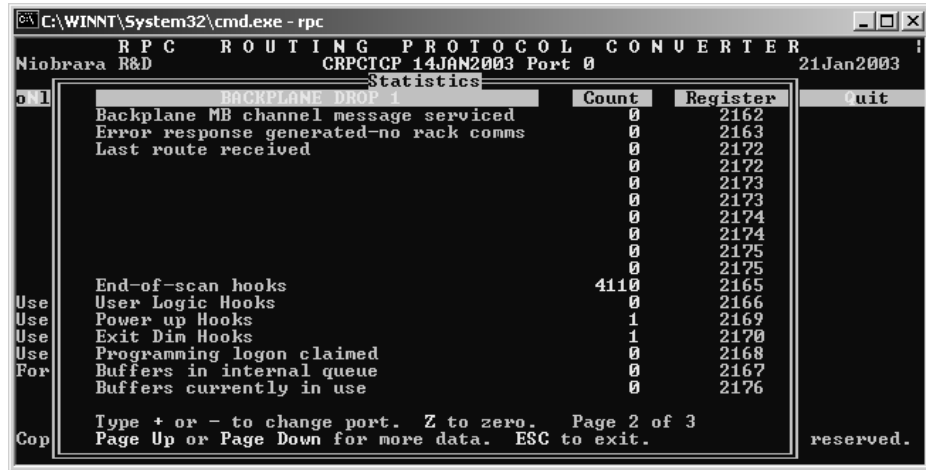 C:\WINNT\System32\cmd.exe - rpc
R P C   R O U T I N G   P R O T O C O L   C O N V E R T E R
Niobrara R&D   CRPCTCP 14JAN2003 Port 0   21Jan2003
Statistics
oNl   BACKPLANE DROP 1   Count   Register   Quit
Backplane MB channel message serviced   0   2162
Error response generated-no rack comms   0   2163
Last route received   0   2172
0   2172
0   2173
0   2173
0   2174
0   2174
0   2175
0   2175
End-of-scan hooks   4110   2165
Use   User Logic Hooks   0   2166
Use   Power up Hooks   1   2169
Use   Exit Dim Hooks   1   2170
Use   Programming logon claimed   0   2168
For   Buffers in internal queue   0   2167
Buffers currently in use   0   2176
Type + or - to change port.   Z to zero.   Page 2 of 3
Cop   Page Up or Page Down for more data.   ESC to exit.   reserved.